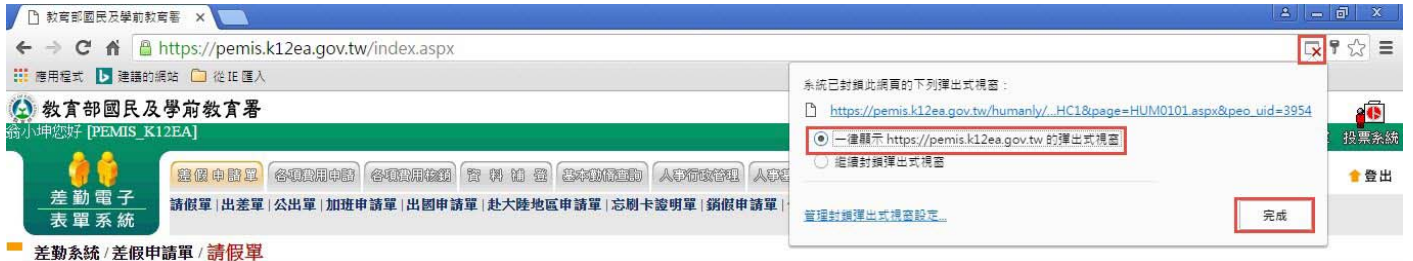 教育部國民及學前教育署
https://pemis.k12ea.gov.tw/index.aspx
應用程式 建議的網站 從 IE 匯入
教育部國民及學前教育署
翁小坤您好 [PEMIS_K12EA]
投票系統
差勤電子
表單系統
差假申請單 各項費用申請 各項費用核銷 資料補登 基本動態查詢 人事行政管理
登出
請假單|出差單|公出單|加班申請單|出國申請單|赴大陸地區申請單|忘刷卡證明單|銷假申請單|
差勤系統 / 差假申請單 / 請假單
系統已封鎖此網頁的下列彈出式視窗：
https://pemis.k12ea.gov.tw/humanly/...HC1&page=HUM0101.aspx&peo_uid=3954
一律顯示 https://pemis.k12ea.gov.tw 的彈出式視窗
繼續封鎖彈出式視窗
管理封鎖彈出式視窗設定...
完成